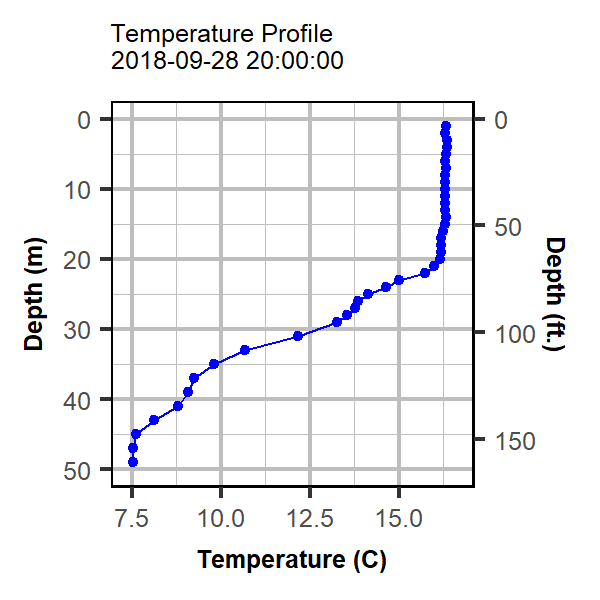 Temperature Profile
2018-09-28 20:00:00
0
10
20
30
40
50
Depth (m)
0
50
100
150
Depth (ft.)
7.5 10.0 12.5 15.0
Temperature (C)